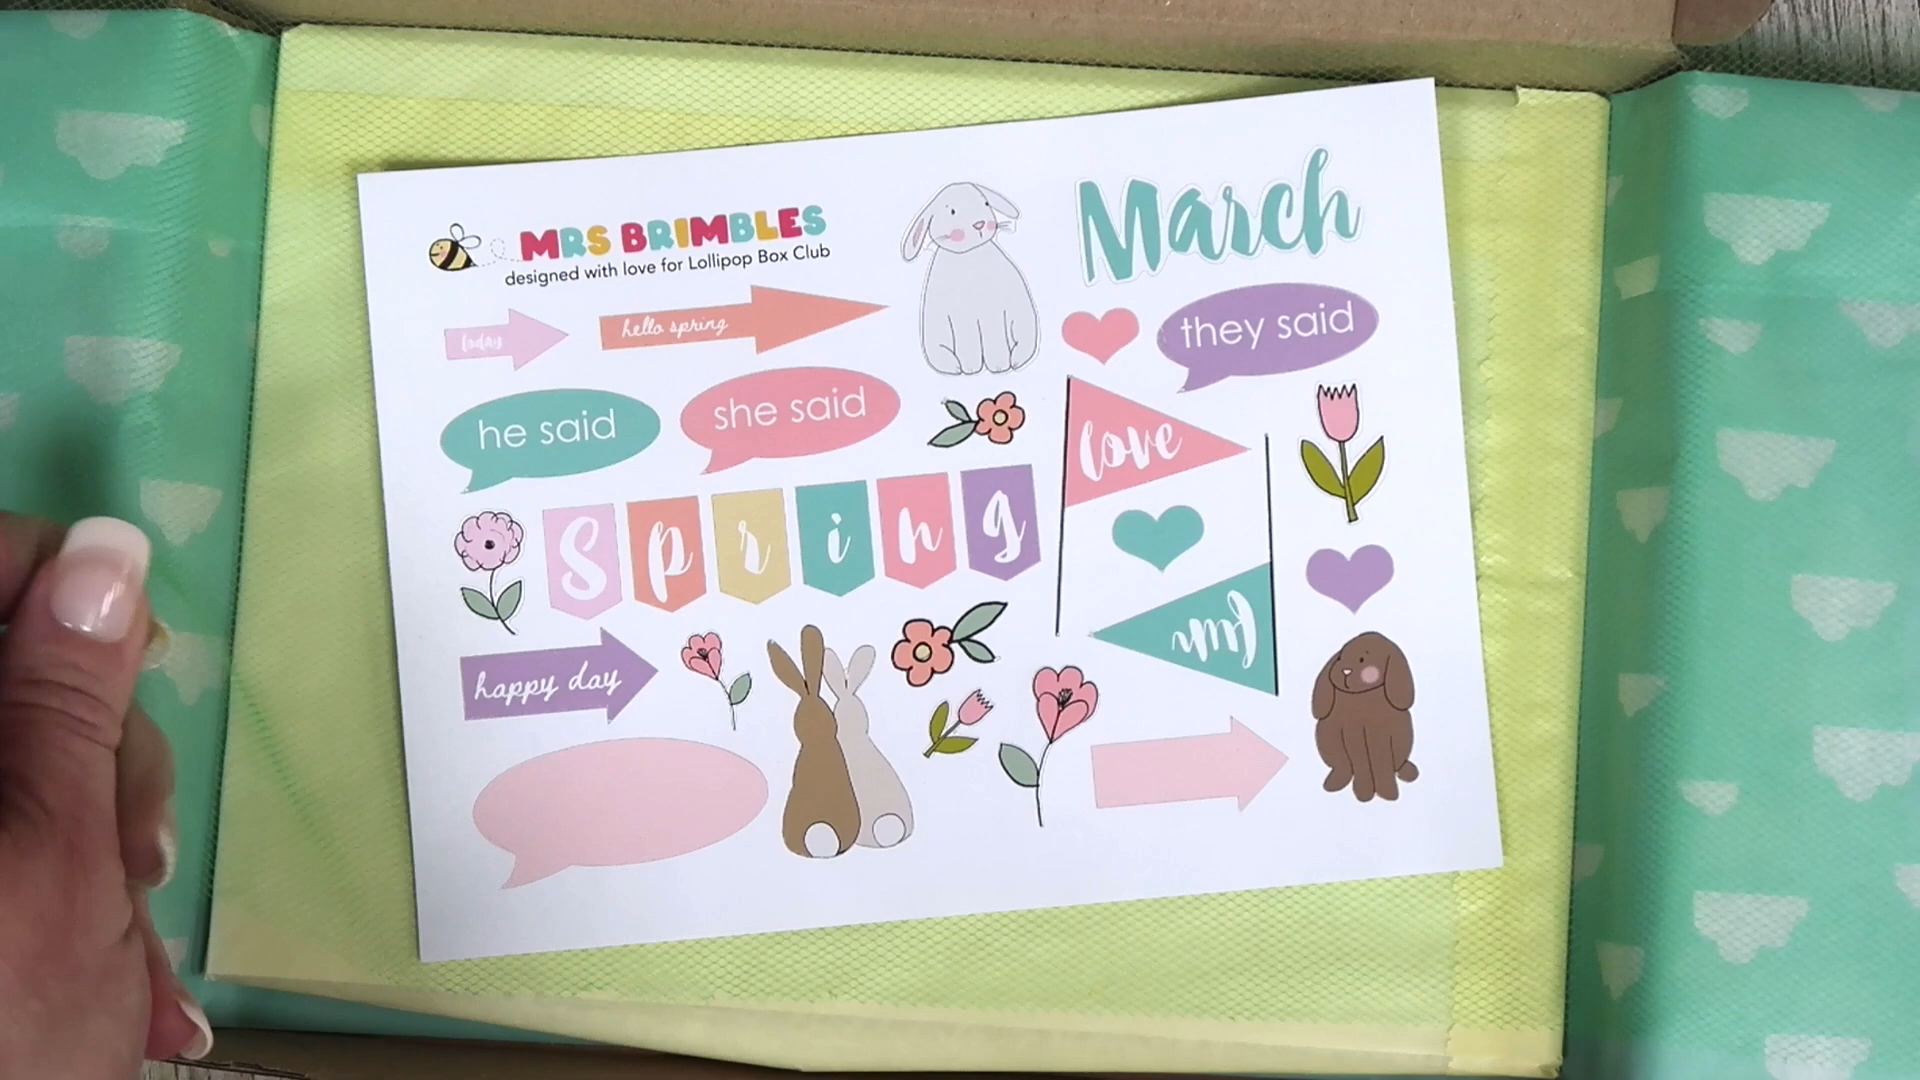 MRS BRIMBLES
designed with love for Lollipop Box Club
March
today
hello spring
they said
he said
she said
love
Spring
fun
happy day